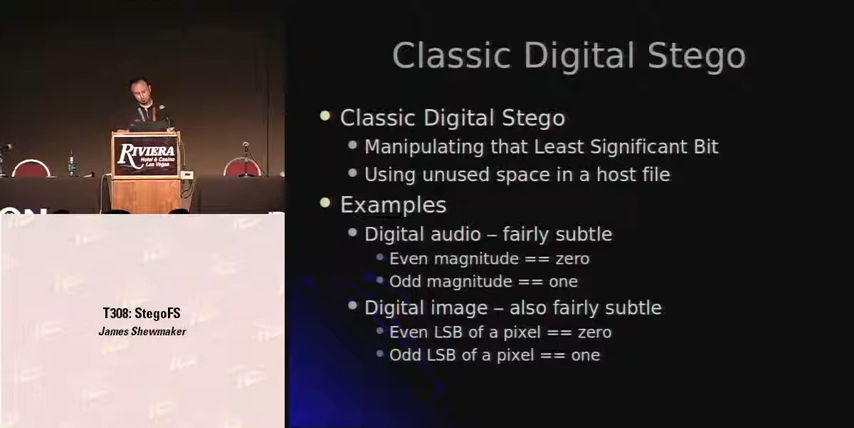 Classic Digital Stego
Classic Digital Stego
Manipulating that Least Significant Bit
Using unused space in a host file
Examples
Digital audio – fairly subtle
Even magnitude == zero
Odd magnitude == one
Digital image – also fairly subtle
Even LSB of a pixel == zero
Odd LSB of a pixel == one
RIVIERA
Hotel & Casino
Las Vegas
ON
T308: StegoFS
James Shewmaker